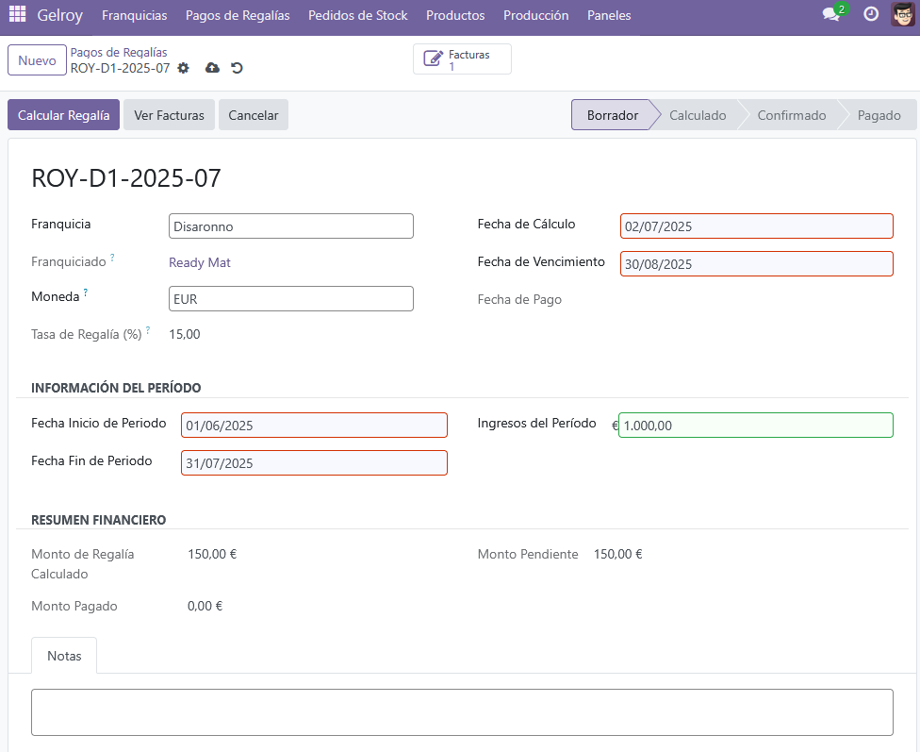 Gelroy Franquicias Pagos de Regalías Pedidos de Stock Productos Producción Paneles 2
Nuevo
Pagos de Regalías
ROY-D1-2025-07
Facturas
1
Calcular Regalía Ver Facturas Cancelar
Borrador Calculado Confirmado Pagado
ROY-D1-2025-07
Franquicia Disaronno
Fecha de Cálculo 02/07/2025
Franquiciado ? Ready Mat
Fecha de Vencimiento 30/08/2025
Moneda ? EUR
Fecha de Pago
Tasa de Regalía (%) ? 15,00
INFORMACIÓN DEL PERÍODO
Fecha Inicio de Periodo 01/06/2025
Ingresos del Período € 1.000,00
Fecha Fin de Periodo 31/07/2025
RESUMEN FINANCIERO
Monto de Regalía
Calculado
150,00 €
Monto Pendiente 150,00 €
Monto Pagado 0,00 €
Notas